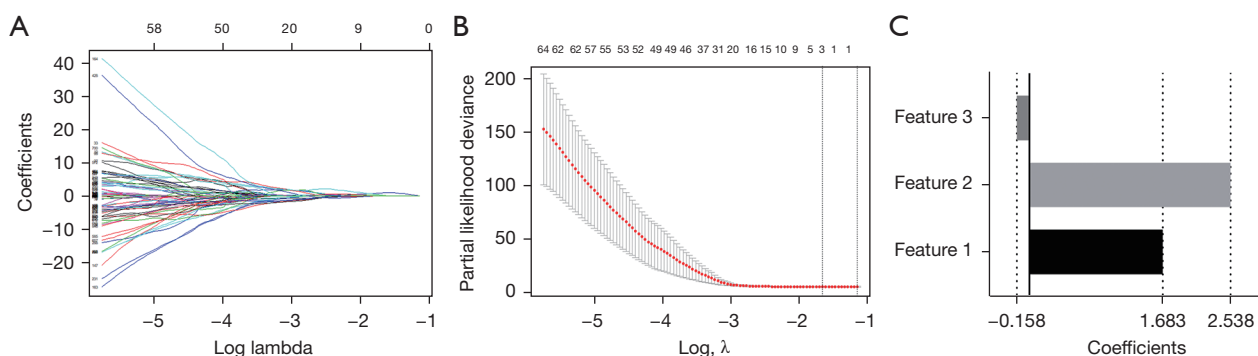 A
58 50 20 9 0
40
30
20
10
0
−10
−20
Coefficients
−5 −4 −3 −2 −1
Log lambda
B
64 62 62 57 55 53 52 49 49 46 37 31 20 16 15 10 9 5 3 1 1
200
150
100
50
0
Partial likelihood deviance
−5 −4 −3 −2 −1
Log, λ
C
Feature 3
Feature 2
Feature 1
−0.158 1.683 2.538
Coefficients